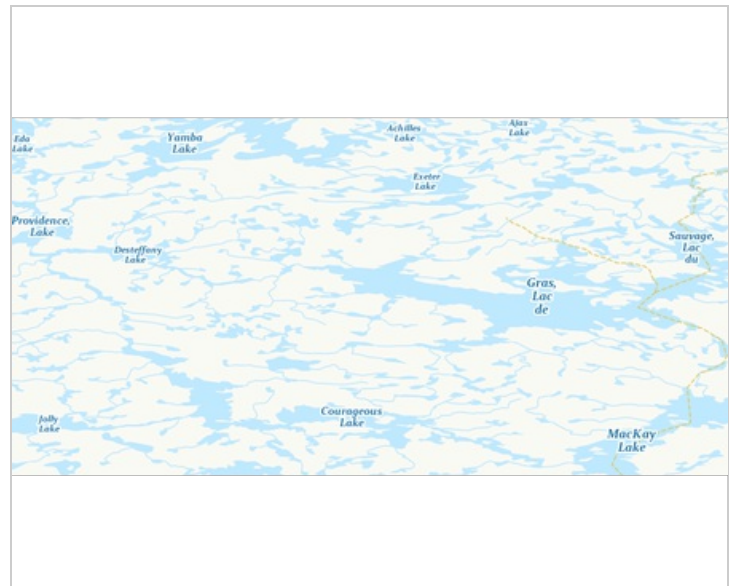 Eda
Lake
Yamba
Lake
Achilles
Lake
Ajax
Lake
Exeter
Lake
Providence,
Lake
Desteffany
Lake
Sauvage,
Lac
du
Gras,
Lac
de
Jolly
Lake
Courageous
Lake
MacKay
Lake